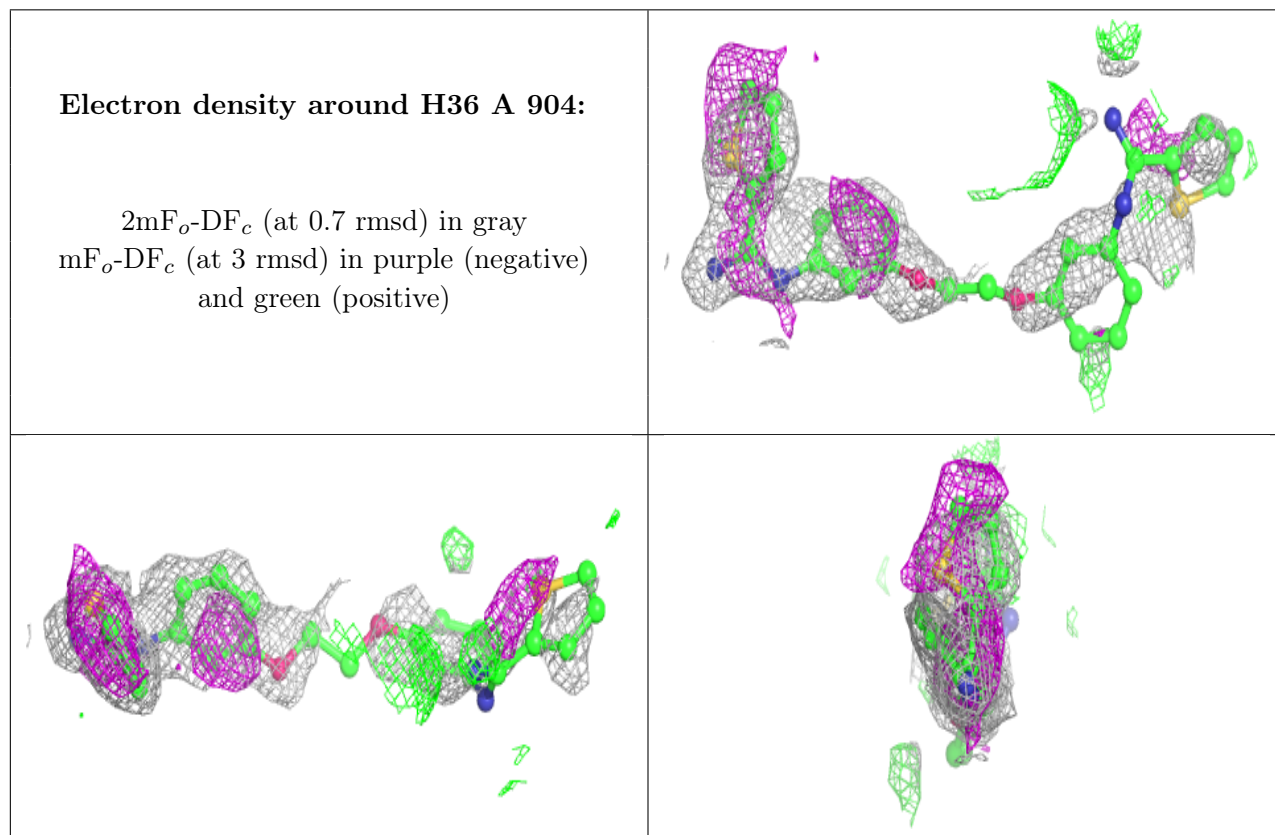 Electron density around H36 A 904:
2mFo-DFc (at 0.7 rmsd) in gray
mFo-DFc (at 3 rmsd) in purple (negative)
and green (positive)